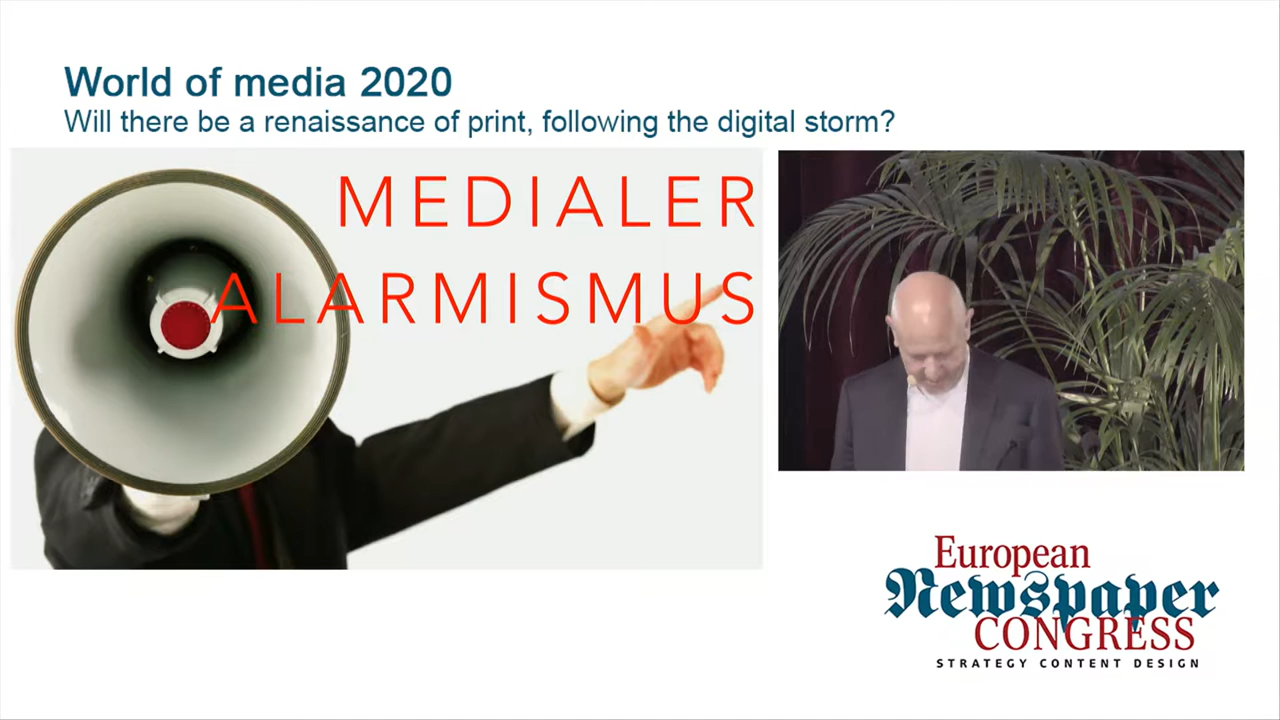 World of media 2020
Will there be a renaissance of print, following the digital storm?
MEDIALER
ALARMISMUS
European
Newspaper
CONGRESS
STRATEGY CONTENT DESIGN